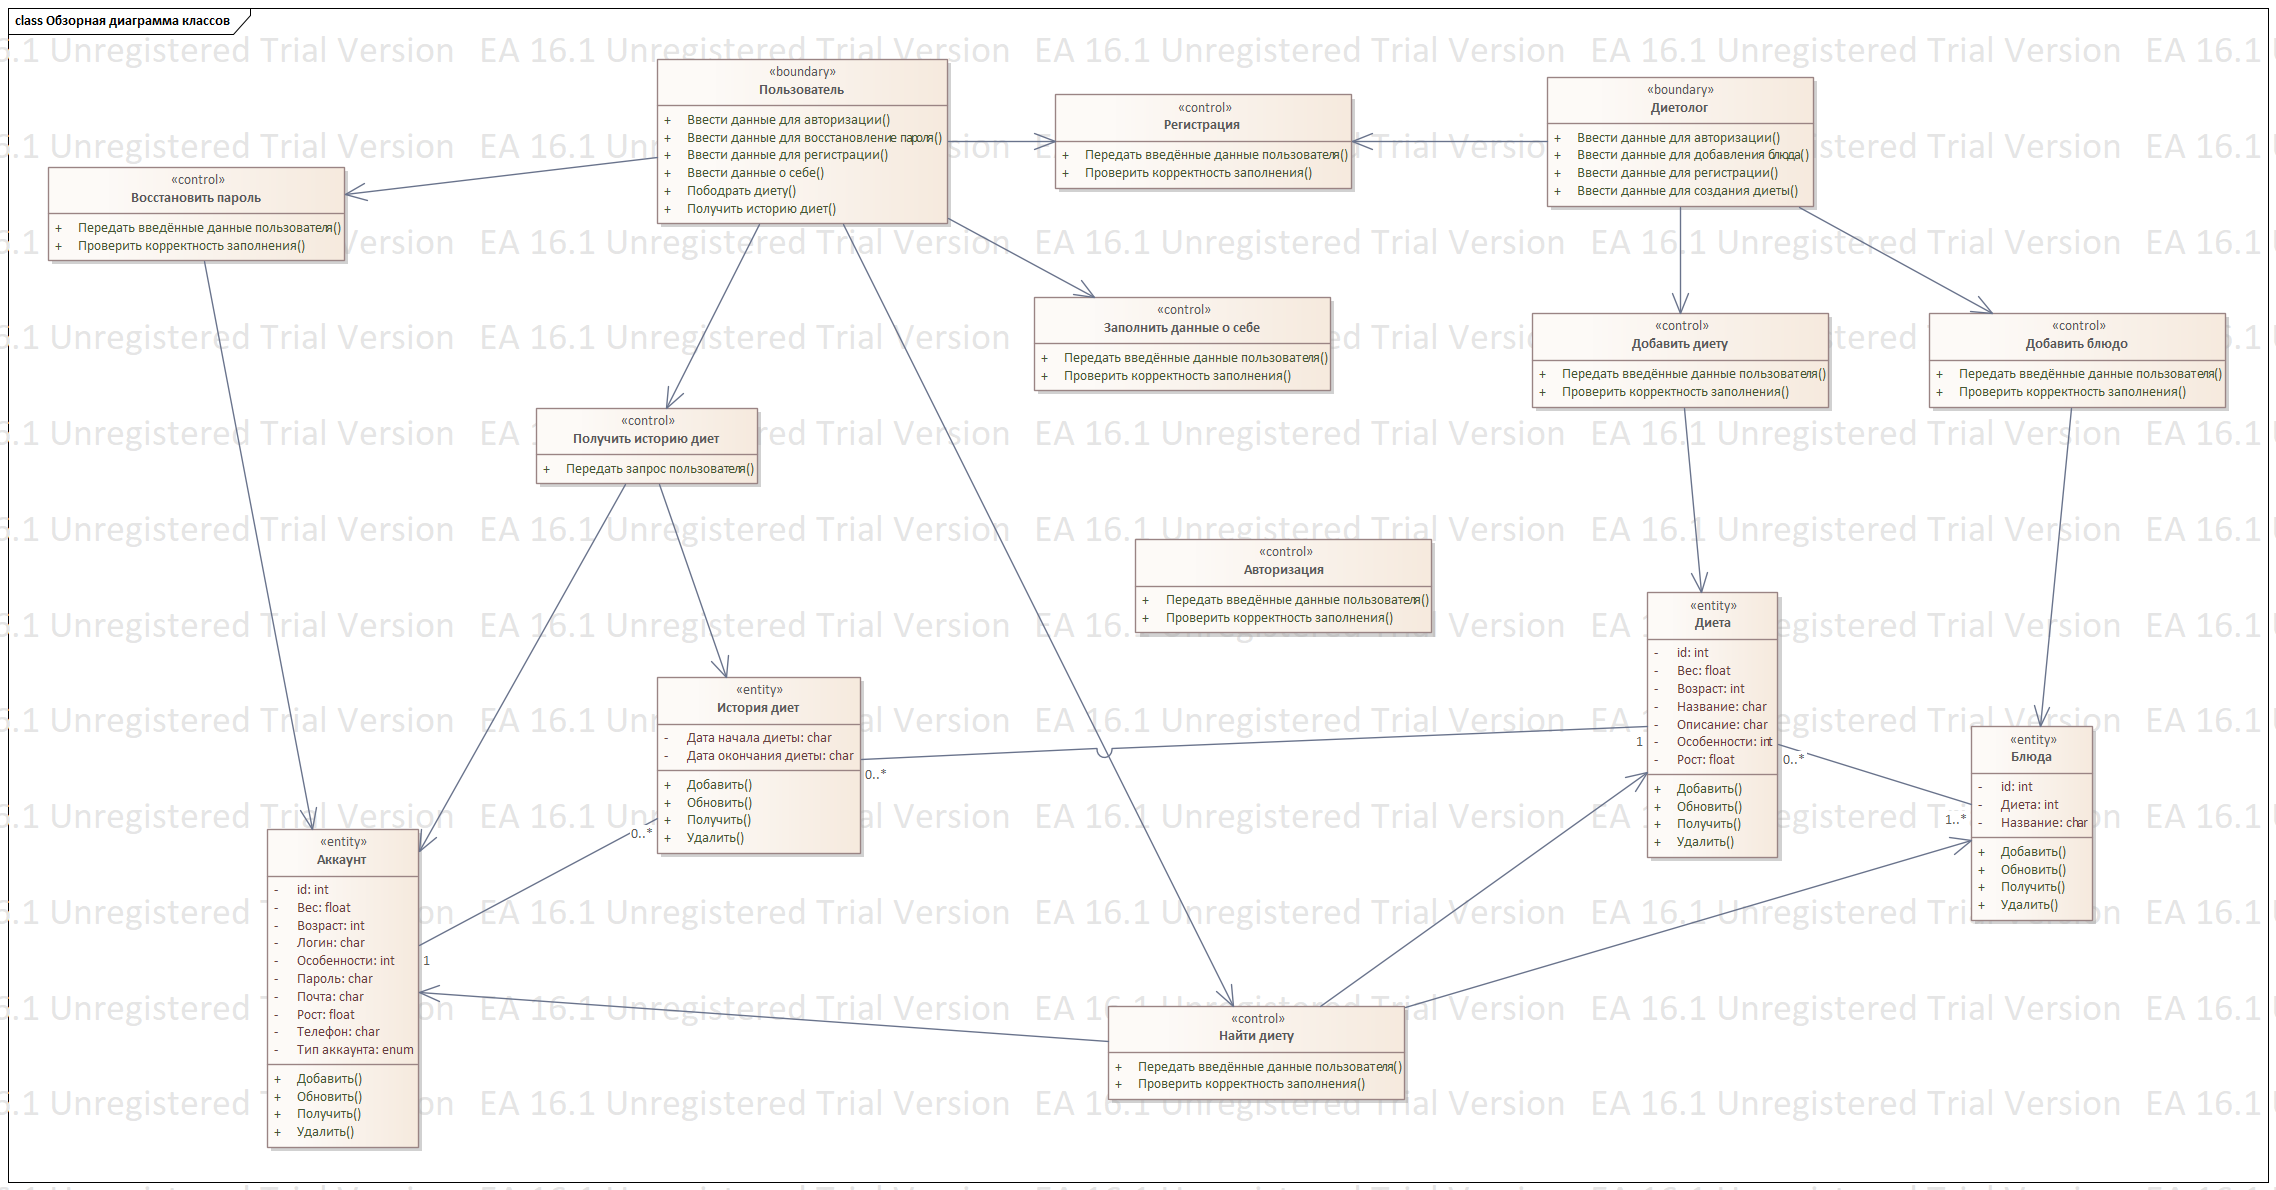 class Обзорная диаграмма классов
EA 16.1 Unregistered Trial Version
«boundary»
Пользователь
+ Ввести данные для авторизации()
+ Ввести данные для восстановление пароля()
+ Ввести данные для регистрации()
+ Ввести данные о себе()
+ Пободрать диету()
+ Получить историю диет()
«control»
Регистрация
+ Передать введённые данные пользователя()
+ Проверить корректность заполнения()
«boundary»
Диетолог
+ Ввести данные для авторизации()
+ Ввести данные для добавления блюда()
+ Ввести данные для регистрации()
+ Ввести данные для создания диеты()
«control»
Восстановить пароль
+ Передать введённые данные пользователя()
+ Проверить корректность заполнения()
«control»
Заполнить данные о себе
+ Передать введённые данные пользователя()
+ Проверить корректность заполнения()
«control»
Добавить диету
+ Передать введённые данные пользователя()
+ Проверить корректность заполнения()
«control»
Добавить блюдо
+ Передать введённые данные пользователя()
+ Проверить корректность заполнения()
«control»
Получить историю диет
+ Передать запрос пользователя()
«control»
Авторизация
+ Передать введённые данные пользователя()
+ Проверить корректность заполнения()
«entity»
Диета
- id: int
- Вес: float
- Возраст: int
- Название: char
- Описание: char
- Особенности: int
- Рост: float
+ Добавить()
+ Обновить()
+ Получить()
+ Удалить()
«entity»
История диет
- Дата начала диеты: char
- Дата окончания диеты: char
+ Добавить()
+ Обновить()
+ Получить()
+ Удалить()
«entity»
Блюда
- id: int
- Диета: int
- Название: char
+ Добавить()
+ Обновить()
+ Получить()
+ Удалить()
1
0..*
0..*
1..*
0..*
1
«entity»
Аккаунт
- id: int
- Вес: float
- Возраст: int
- Логин: char
- Особенности: int
- Пароль: char
- Почта: char
- Рост: float
- Телефон: char
- Тип аккаунта: enum
+ Добавить()
+ Обновить()
+ Получить()
+ Удалить()
«control»
Найти диету
+ Передать введённые данные пользователя()
+ Проверить корректность заполнения()